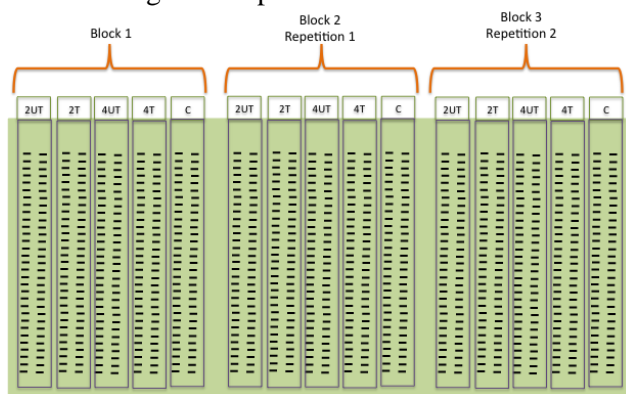 Block 1
Block 2
Repetition 1
Block 3
Repetition 2
2UT 2T 4UT 4T C 2UT 2T 4UT 4T C 2UT 2T 4UT 4T C